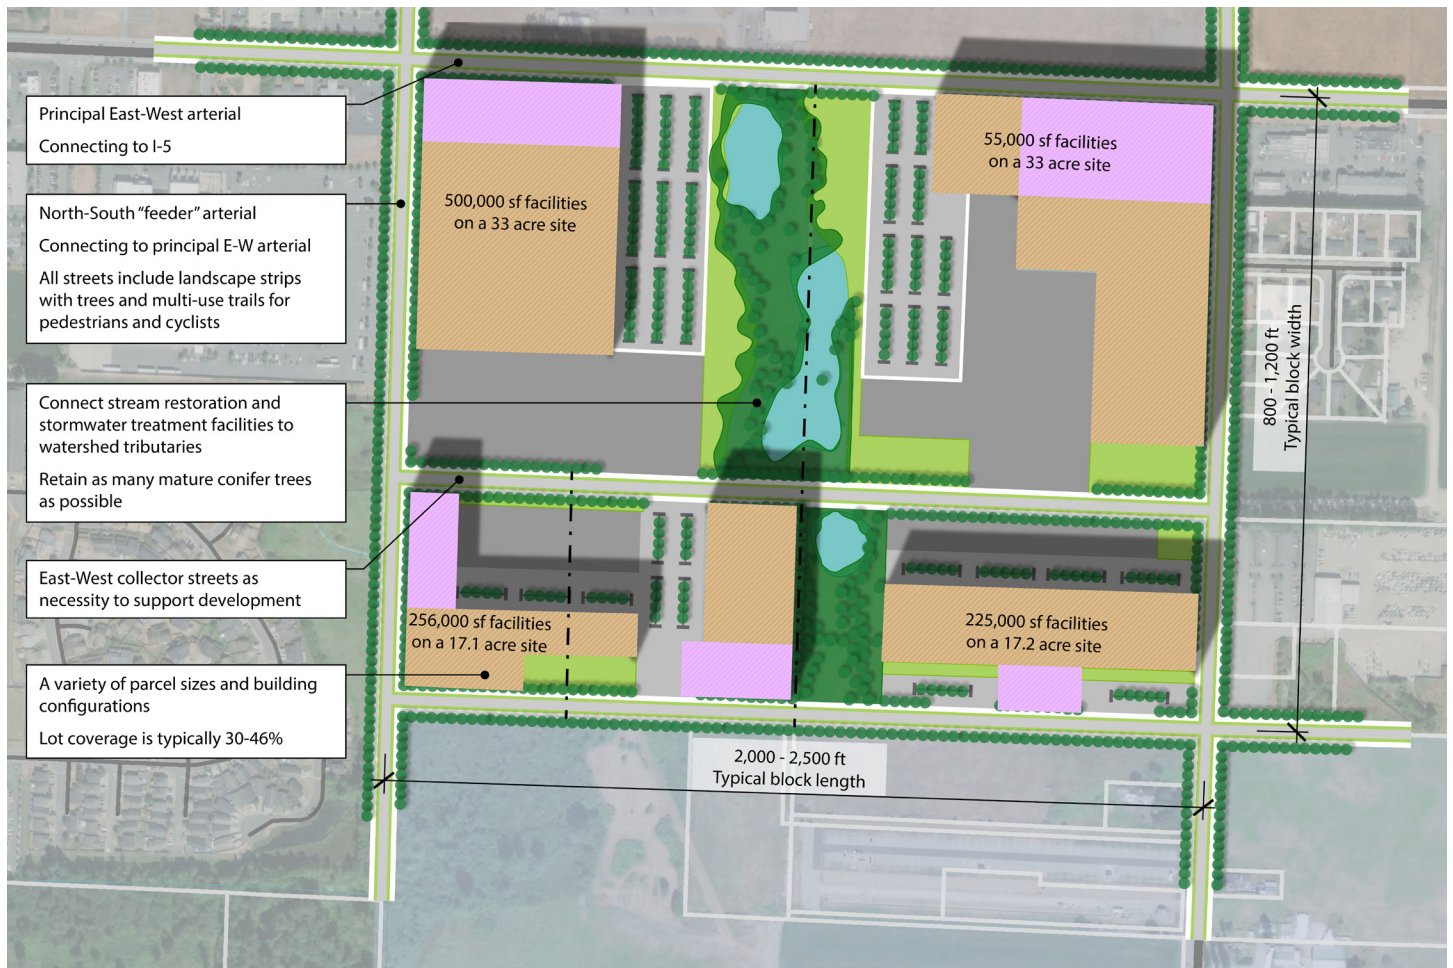 Principal East-West arterial
Connecting to I-5
North-South “feeder” arterial
Connecting to principal E-W arterial
All streets include landscape strips
with trees and multi-use trails for
pedestrians and cyclists
Connect stream restoration and
stormwater treatment facilities to
watershed tributaries
Retain as many mature conifer trees
as possible
East-West collector streets as
necessity to support development
A variety of parcel sizes and building
configurations
Lot coverage is typically 30-46%
500,000 sf facilities
on a 33 acre site
55,000 sf facilities
on a 33 acre site
256,000 sf facilities
on a 17.1 acre site
225,000 sf facilities
on a 17.2 acre site
800 - 1,200 ft
Typical block width
2,000 - 2,500 ft
Typical block length